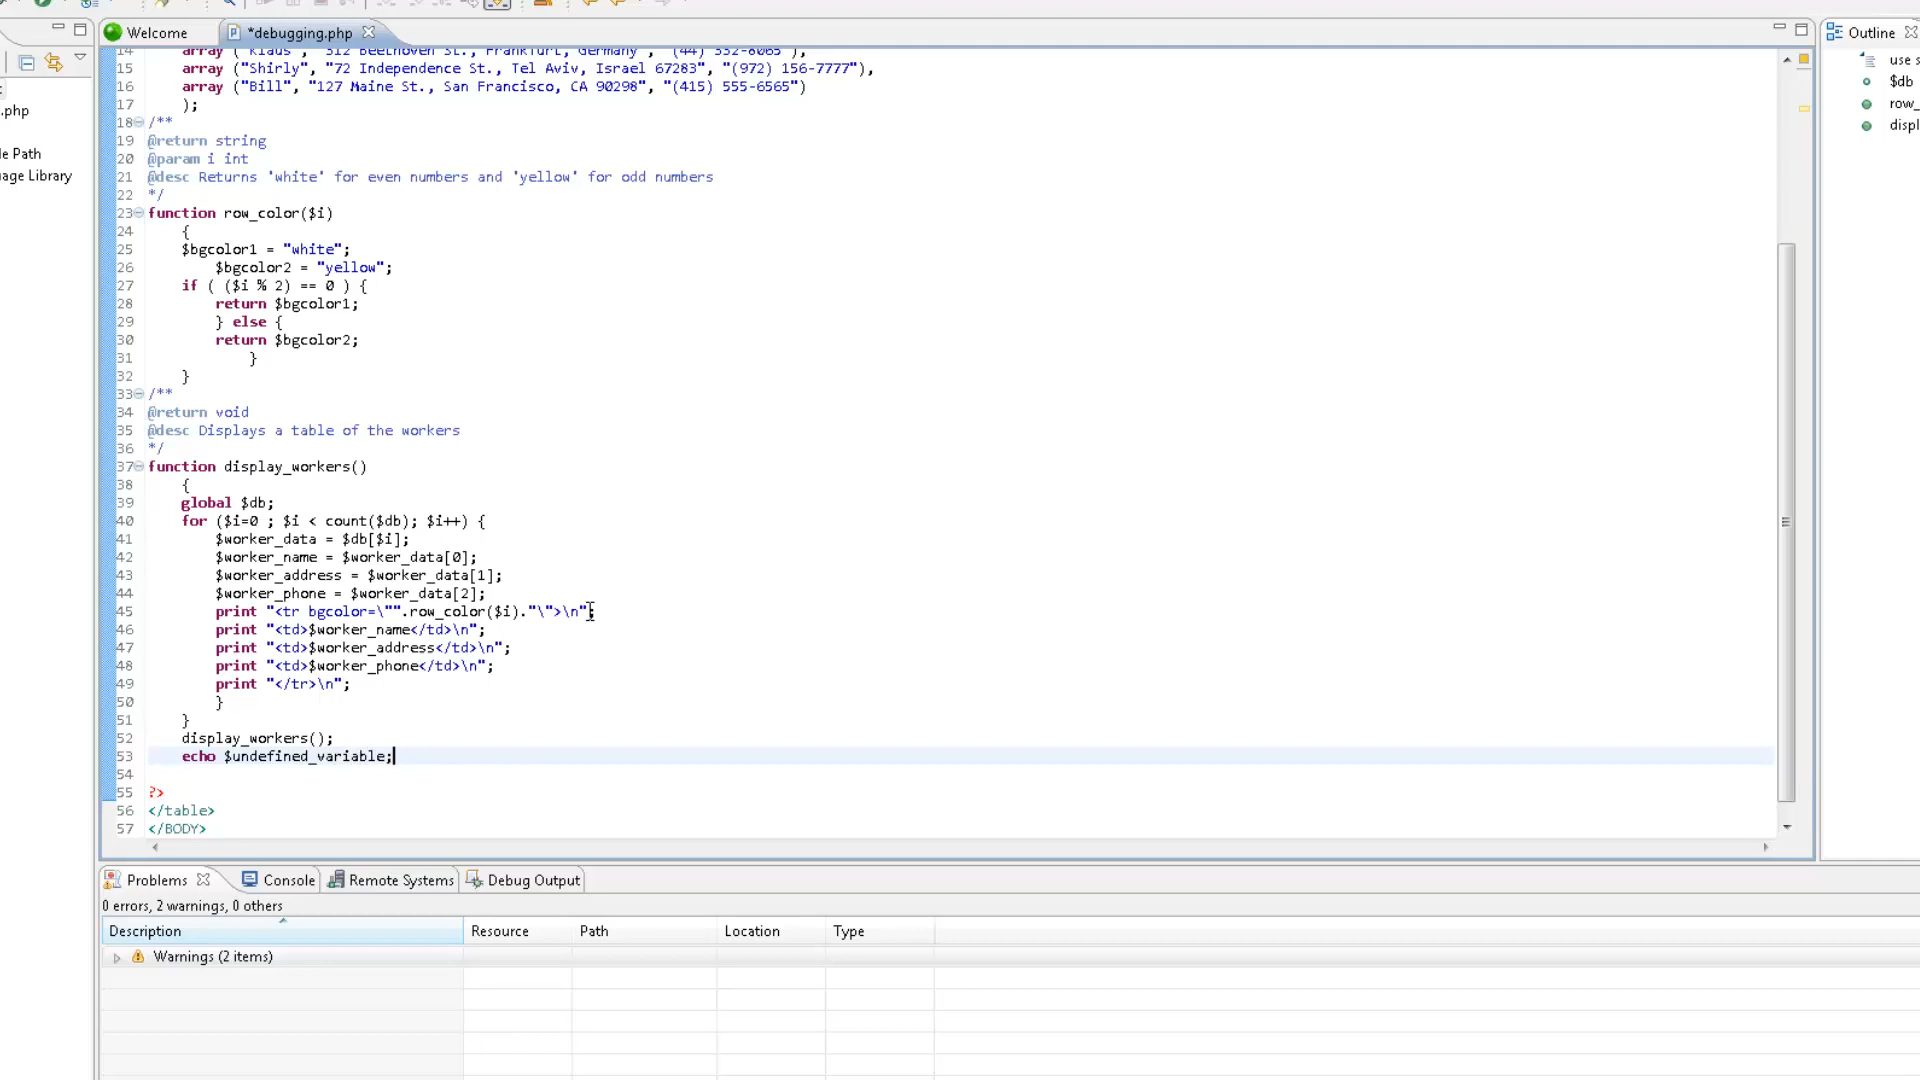 Welcome
*debugging.php
Outline
14 array ("Klaus", "312 Beethoven St., Frankfurt, Germany", "(44) 332-8065"),
15 array ("Shirly", "72 Independence St., Tel Aviv, Israel 67283", "(972) 156-7777"),
16 array ("Bill", "127 Maine St., San Francisco, CA 90298", "(415) 555-6565")
17 );
18 /**
19 @return string
20 @param i int
21 @desc Returns 'white' for even numbers and 'yellow' for odd numbers
22 */
23 function row_color($i)
24 {
25 $bgcolor1 = "white";
26 $bgcolor2 = "yellow";
27 if ( ($i % 2) == 0 ) {
28 return $bgcolor1;
29 } else {
30 return $bgcolor2;
31 }
32 }
33 /**
34 @return void
35 @desc Displays a table of the workers
36 */
37 function display_workers()
38 {
39 global $db;
40 for ($i=0 ; $i < count($db); $i++) {
41 $worker_data = $db[$i];
42 $worker_name = $worker_data[0];
43 $worker_address = $worker_data[1];
44 $worker_phone = $worker_data[2];
45 print "<tr bgcolor=\"".row_color($i)."\">\n";
46 print "<td>$worker_name</td>\n";
47 print "<td>$worker_address</td>\n";
48 print "<td>$worker_phone</td>\n";
49 print "</tr>\n";
50 }
51 }
52 display_workers();
53 echo $undefined_variable;
54
55 ?>
56 </table>
57 </BODY>
.php
le Path
age Library
use s
$db
row_
displ
Problems
Console
Remote Systems
Debug Output
0 errors, 2 warnings, 0 others
Description Resource Path Location Type
Warnings (2 items)